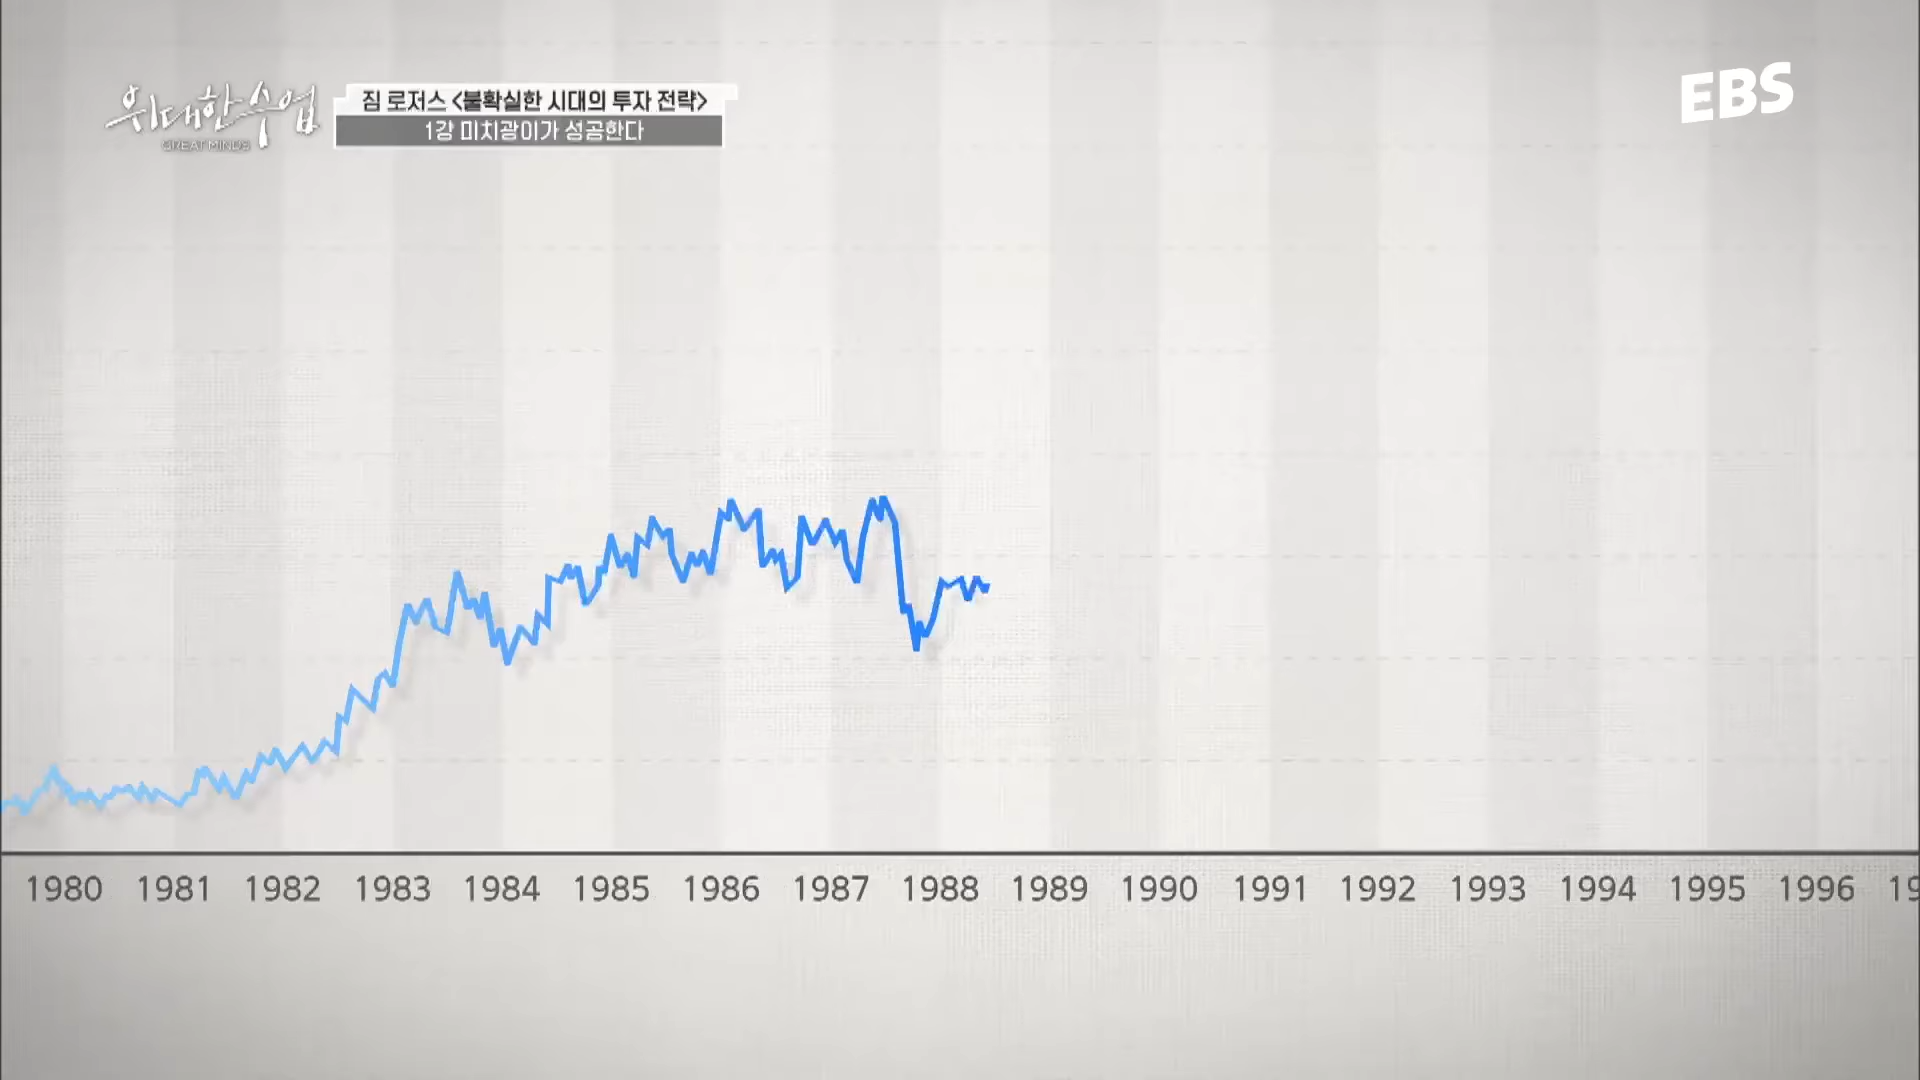 위대한 수업
GREAT MINDS
짐 로저스 <불확실한 시대의 투자 전략>
1강 미치광이가 성공한다
EBS
1980 1981 1982 1983 1984 1985 1986 1987 1988 1989 1990 1991 1992 1993 1994 1995 1996 19